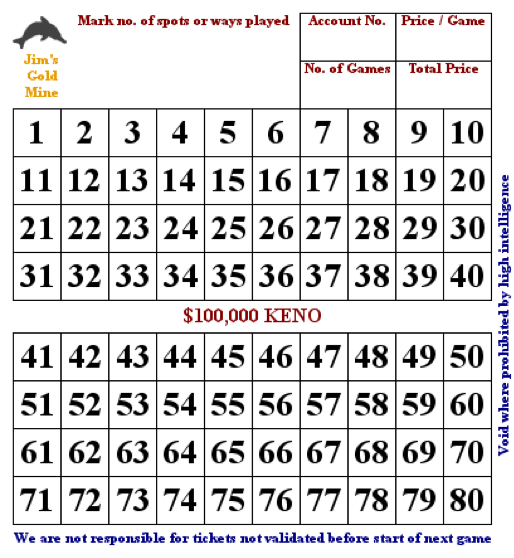 Mark no. of spots or ways played
Account No.
Price / Game
Jim's
Gold
Mine
No. of Games
Total Price
1 2 3 4 5 6 7 8 9 10
11 12 13 14 15 16 17 18 19 20
21 22 23 24 25 26 27 28 29 30
31 32 33 34 35 36 37 38 39 40
$100,000 KENO
41 42 43 44 45 46 47 48 49 50
51 52 53 54 55 56 57 58 59 60
61 62 63 64 65 66 67 68 69 70
71 72 73 74 75 76 77 78 79 80
Void where prohibited by high intelligence
We are not responsible for tickets not validated before start of next game